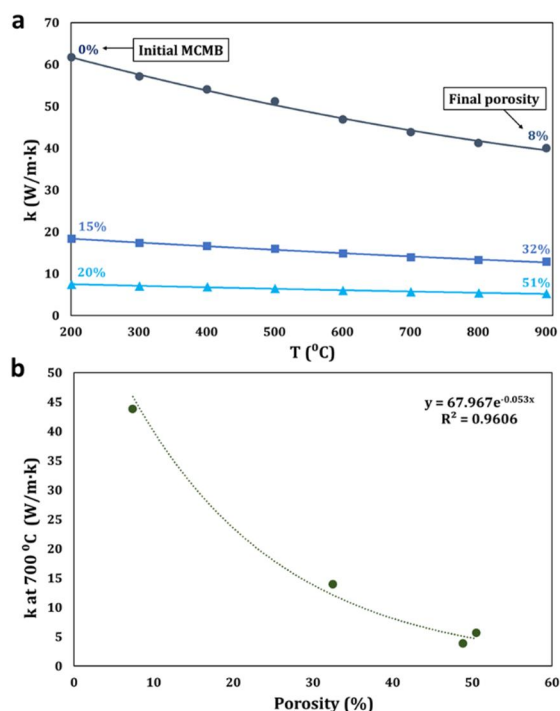 a
70
60
50
40
30
20
10
0
k (W/m·k)
0%
Initial MCMB
Final porosity
8%
15%
32%
20%
51%
200 300 400 500 600 700 800 900
T (⁰C)
b
50
45
40
35
30
25
20
15
10
5
0
k at 700 ⁰C (W/m·k)
y = 67.967e⁻⁰·⁰⁵³ˣ
R² = 0.9606
0 10 20 30 40 50 60
Porosity (%)